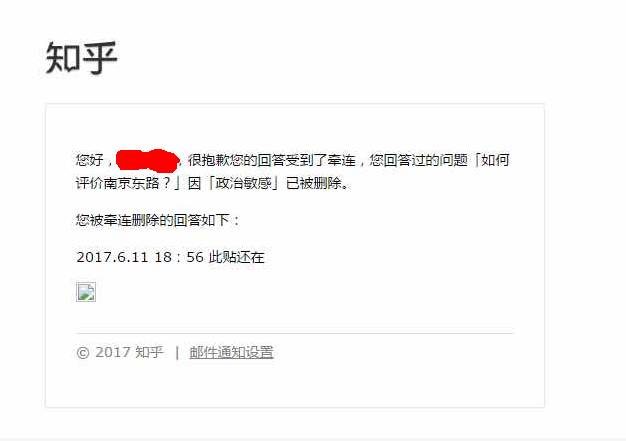 知乎
您好，，很抱歉您的回答受到了牵连，您回答过的问题「如何
评价南京东路？」因「政治敏感」已被删除。
您被牵连删除的回答如下：
2017.6.11 18：56 此贴还在
© 2017 知乎 | 邮件通知设置